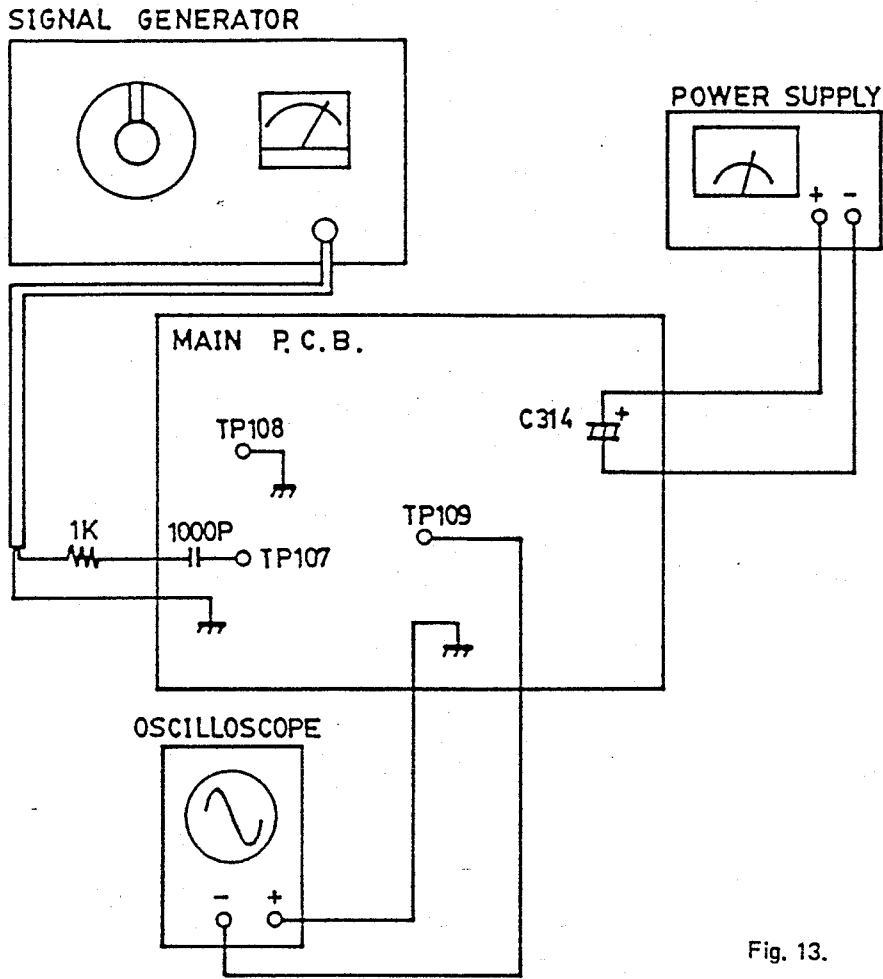 SIGNAL GENERATOR
POWER SUPPLY
+ -
MAIN P.C.B.
C314 +
TP108
TP109
1K
1000P
TP107
OSCILLOSCOPE
- +
Fig. 13.